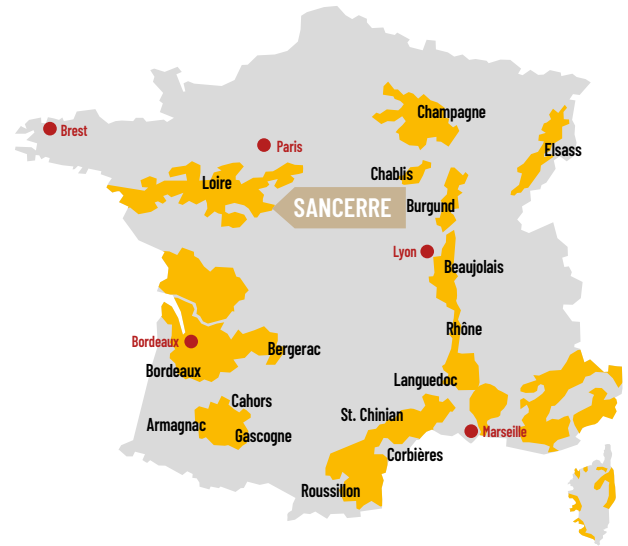 Champagne
Brest
Paris
Elsass
Chablis
Loire
SANCERRE
Burgund
Lyon
Beaujolais
Rhône
Bordeaux
Bergerac
Bordeaux
Languedoc
Cahors
St. Chinian
Armagnac
Marseille
Gascogne
Corbières
Roussillon